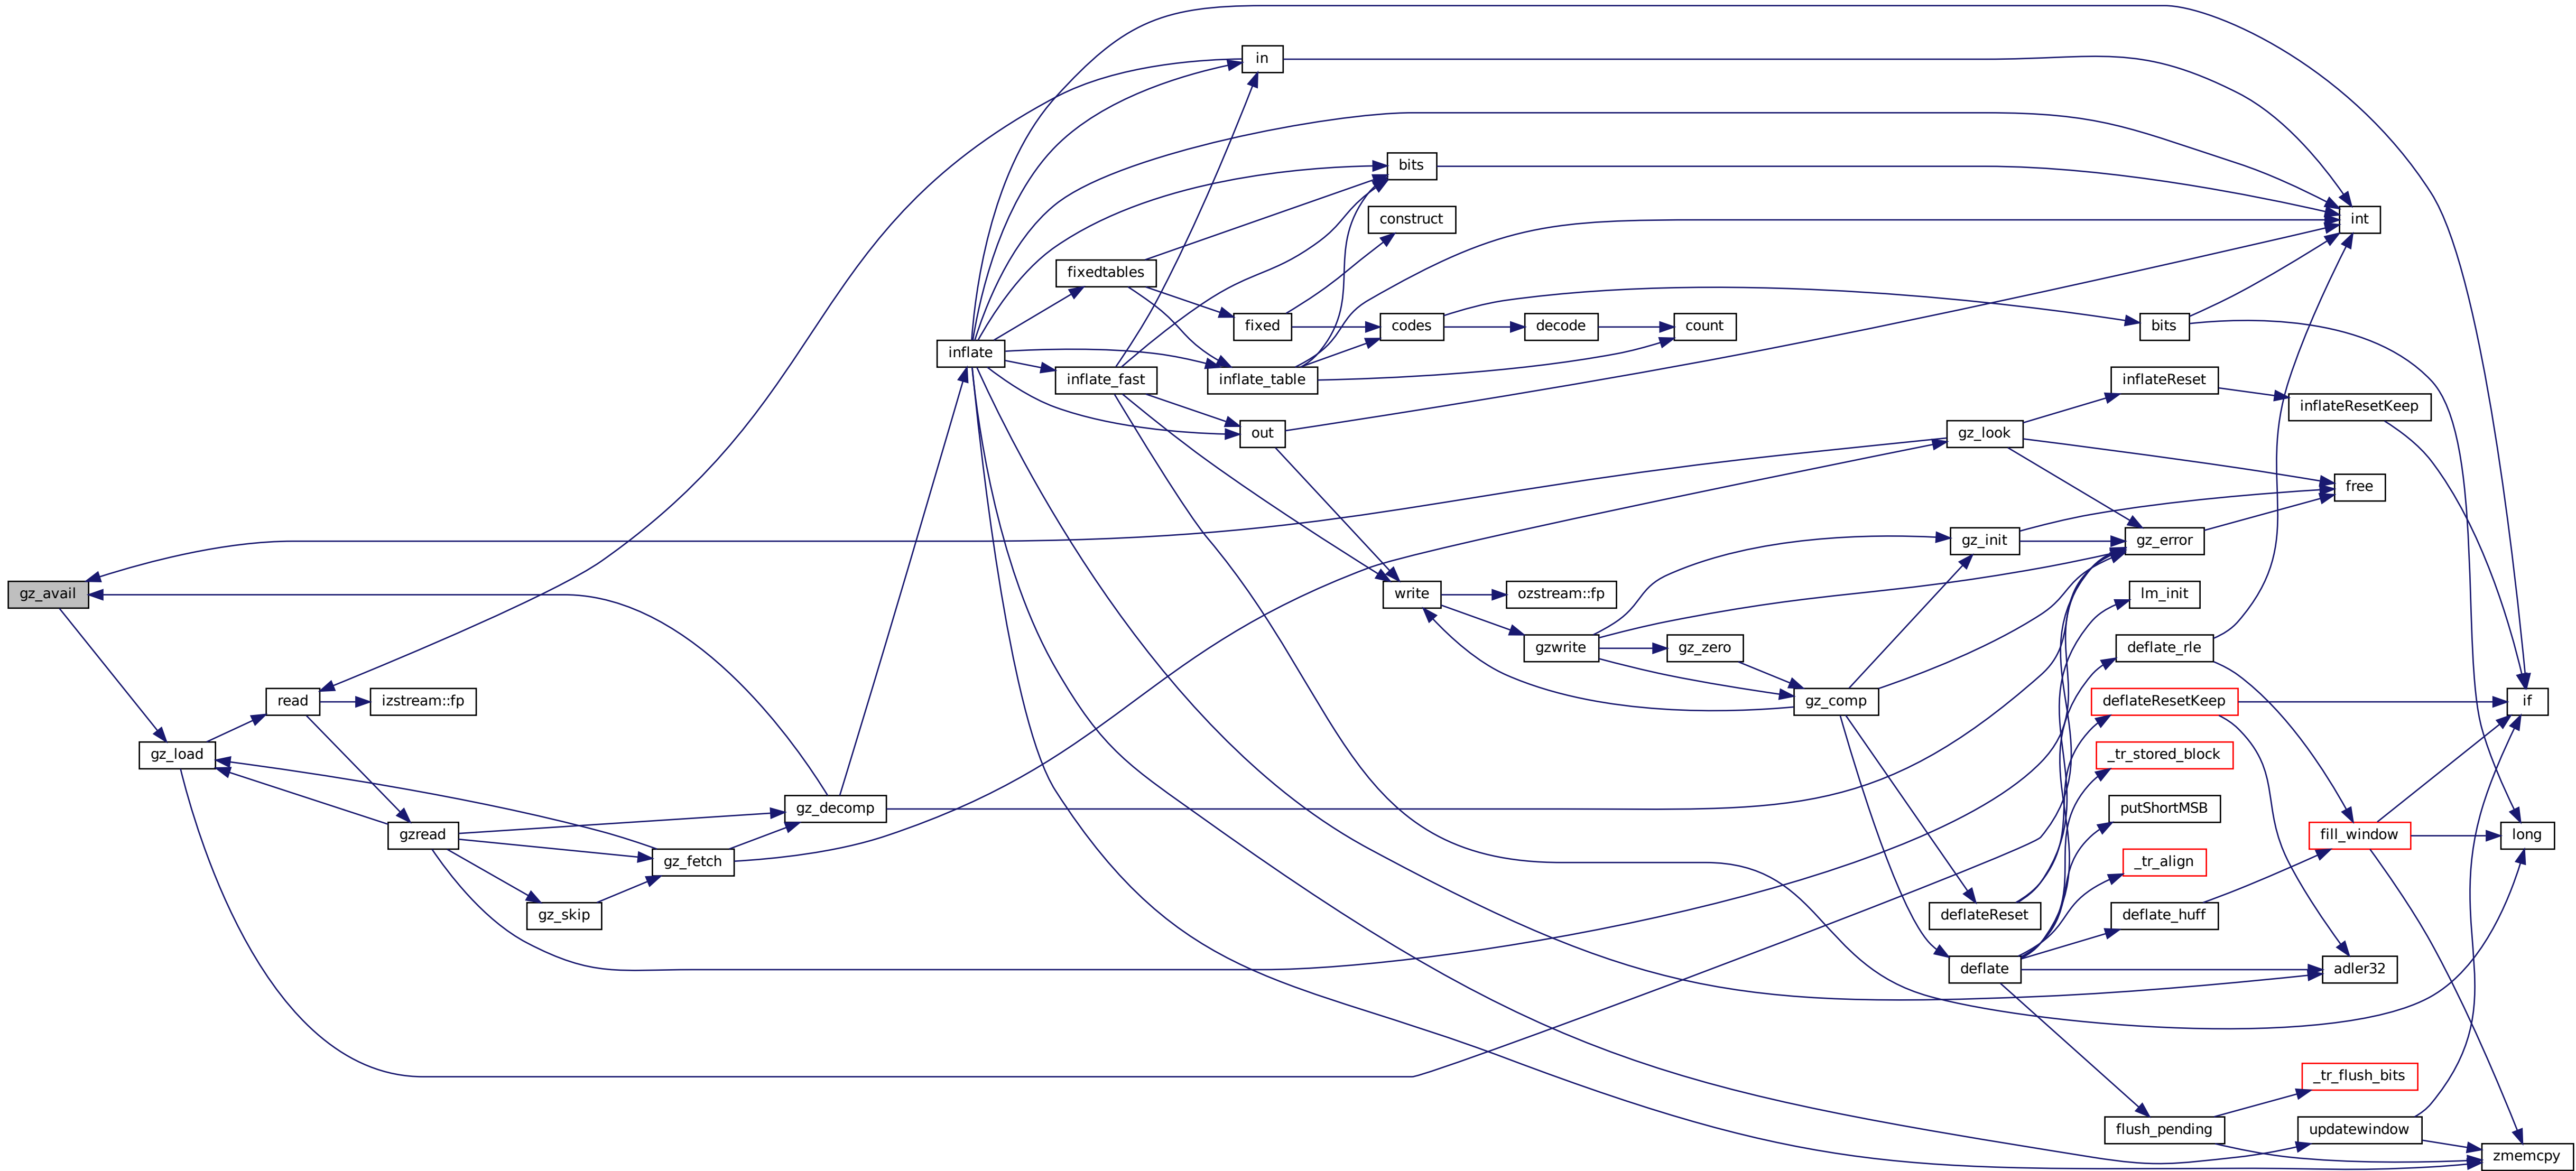 in
bits
construct
int
fixedtables
fixed
codes
decode
count
bits
inflate
inflate_fast
inflate_table
inflateReset
inflateResetKeep
out
gz_look
free
gz_init
gz_error
gz_avail
write
ozstream::fp
lm_init
gzwrite
gz_zero
deflate_rle
read
izstream::fp
gz_comp
deflateResetKeep
if
gz_load
_tr_stored_block
gz_decomp
putShortMSB
gzread
fill_window
long
gz_fetch
_tr_align
gz_skip
deflateReset
deflate_huff
deflate
adler32
_tr_flush_bits
flush_pending
updatewindow
zmemcpy